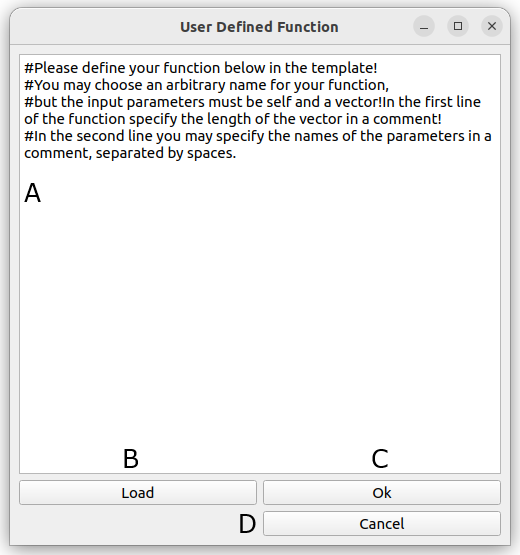 User Defined Function
#Please define your function below in the template!
#You may choose an arbitrary name for your function,
#but the input parameters must be self and a vector!In the first line
of the function specify the length of the vector in a comment!
#In the second line you may specify the names of the parameters in a
comment, separated by spaces.
A
B C
Load Ok
D Cancel